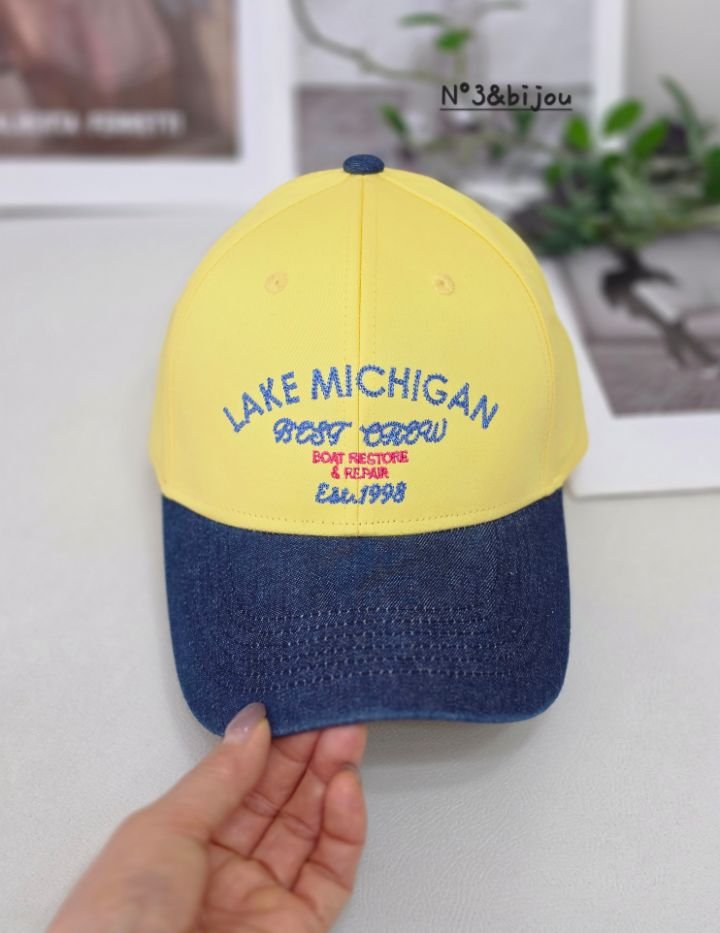 N°3&bijou
LAKE MICHIGAN
BEST CREW
BOAT RESTORE
& REPAIR
Est.1998